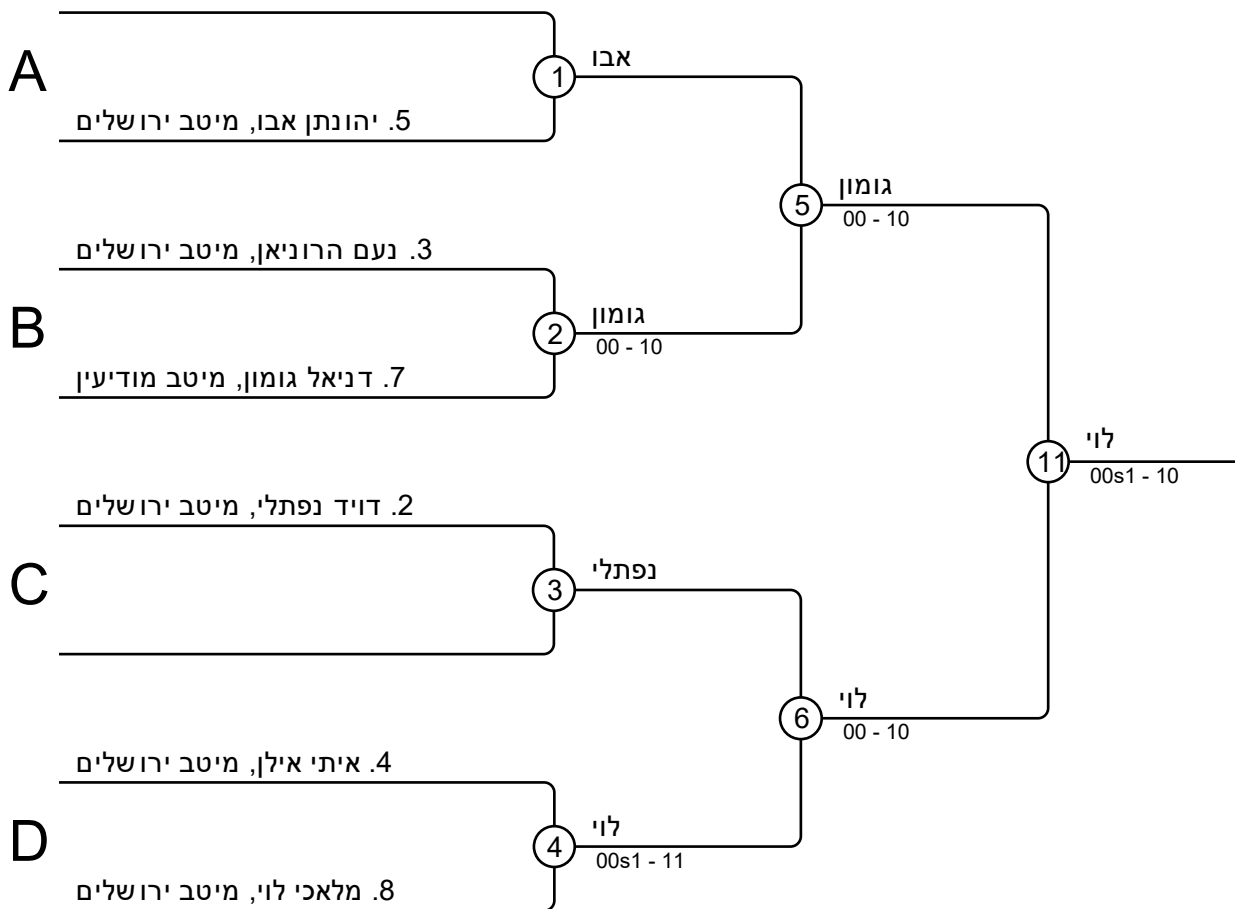 A
1
אבו
5. יהונתן אבו, מיטב ירושלים
5
גומון
00 - 10
3. נעם הרוניאן, מיטב ירושלים
B
2
גומון
00 - 10
7. דניאל גומון, מיטב מודיעין
11
לוי
00s1 - 10
2. דויד נפתלי, מיטב ירושלים
C
3
נפתלי
6
לוי
00 - 10
4. איתי אילן, מיטב ירושלים
D
4
לוי
00s1 - 11
8. מלאכי לוי, מיטב ירושלים